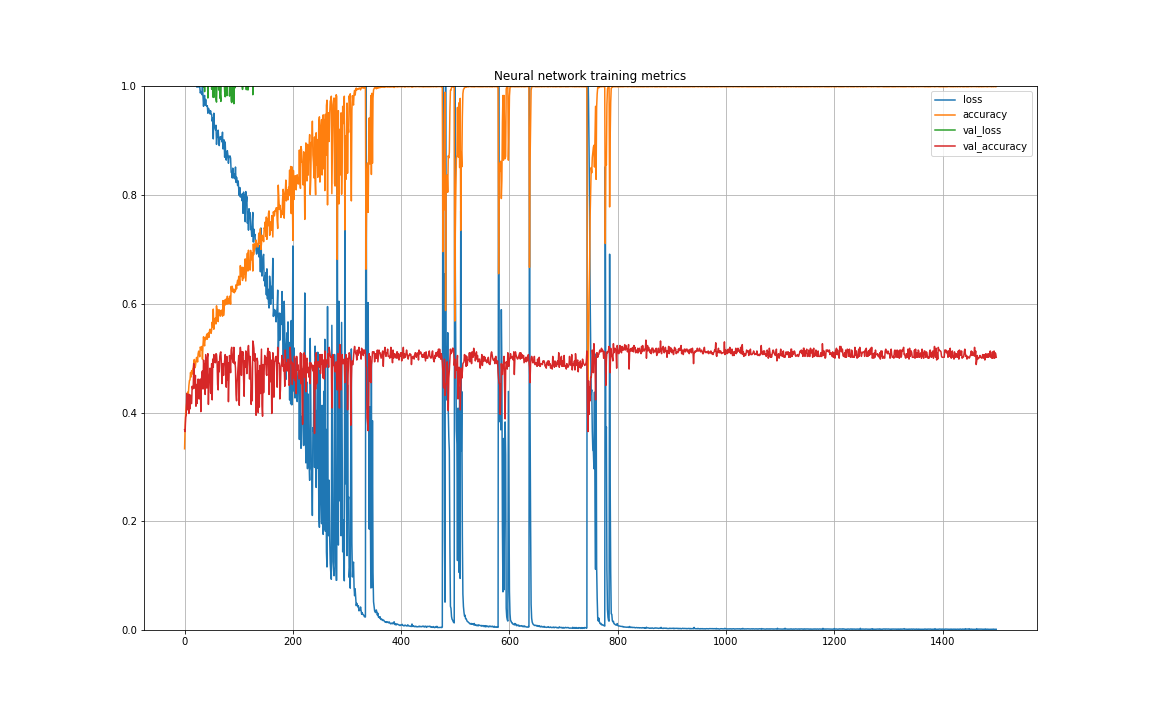 Neural network training metrics
1.0
loss
accuracy
val_loss
val_accuracy
0.8
0.6
0.4
0.2
0.0
0 200 400 600 800 1000 1200 1400